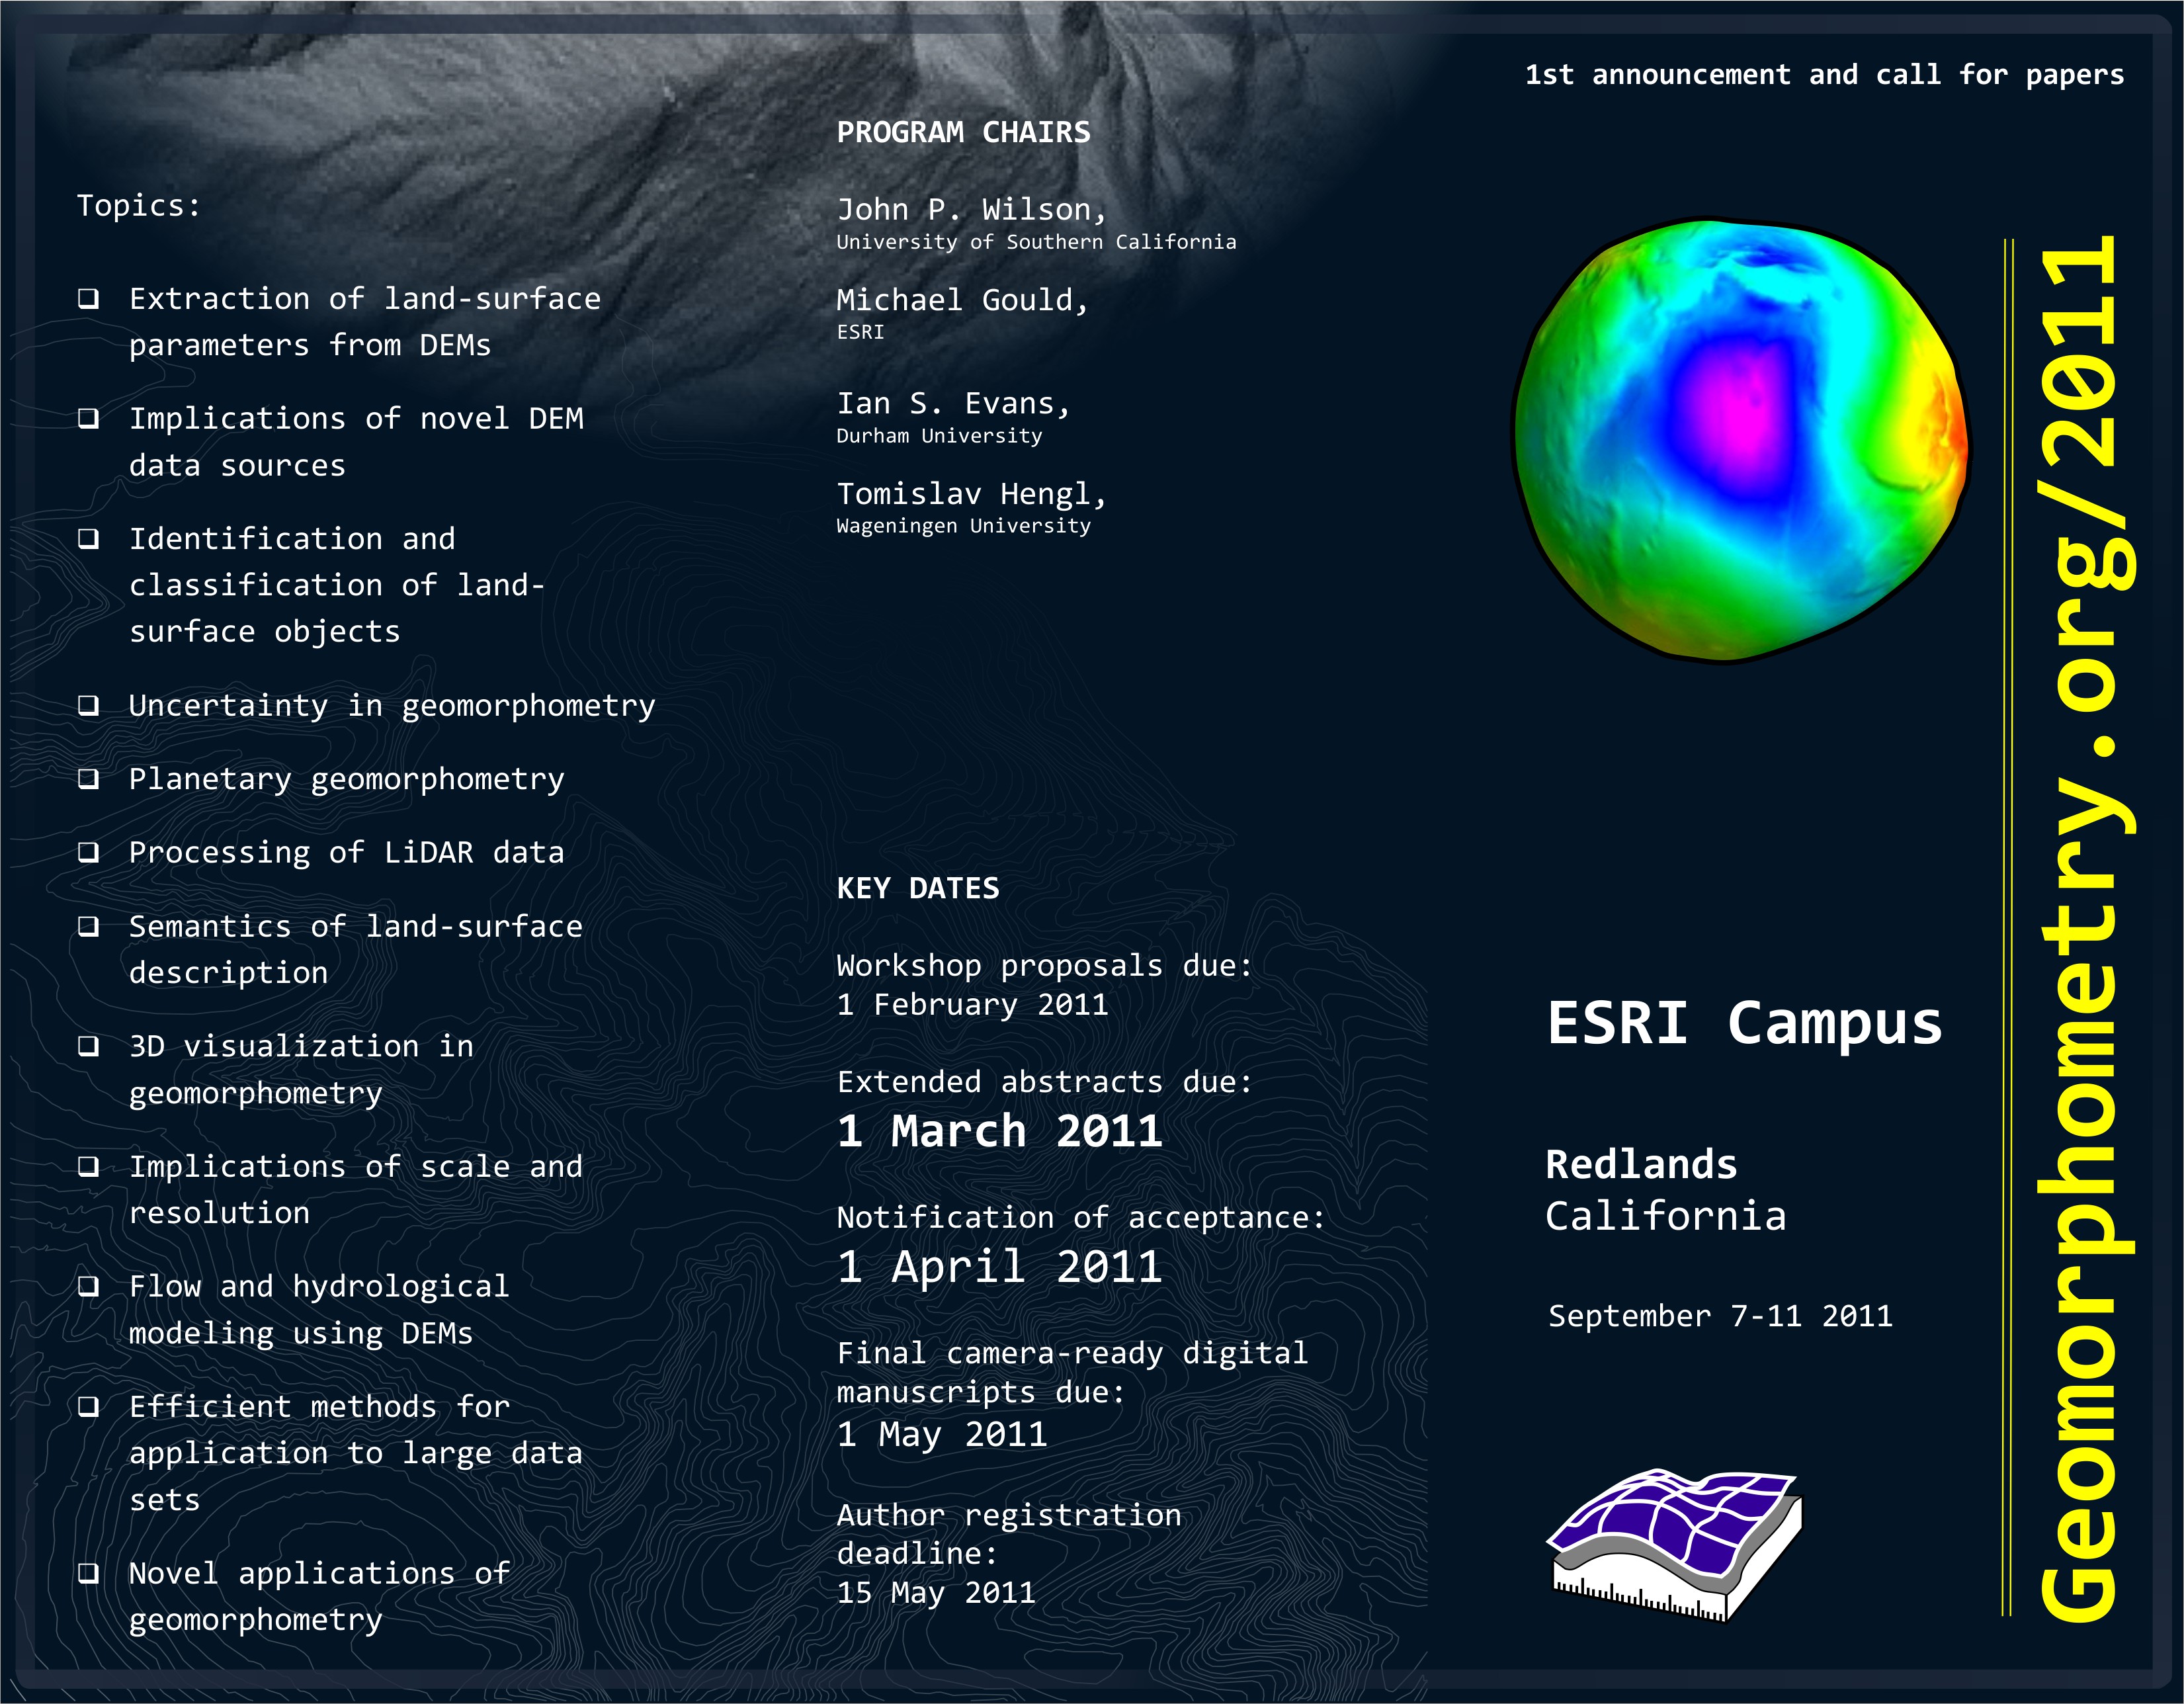 Topics:
❑ Extraction of land-surface
parameters from DEMs
❑ Implications of novel DEM
data sources
❑ Identification and
classification of land-
surface objects
❑ Uncertainty in geomorphometry
❑ Planetary geomorphometry
❑ Processing of LiDAR data
❑ Semantics of land-surface
description
❑ 3D visualization in
geomorphometry
❑ Implications of scale and
resolution
❑ Flow and hydrological
modeling using DEMs
❑ Efficient methods for
application to large data
sets
❑ Novel applications of
geomorphometry
PROGRAM CHAIRS
John P. Wilson,
University of Southern California
Michael Gould,
ESRI
Ian S. Evans,
Durham University
Tomislav Hengl,
Wageningen University
KEY DATES
Workshop proposals due:
1 February 2011
Extended abstracts due:
1 March 2011
Notification of acceptance:
1 April 2011
Final camera-ready digital
manuscripts due:
1 May 2011
Author registration
deadline:
15 May 2011
1st announcement and call for papers
ESRI Campus
Redlands
California
September 7-11 2011
Geomorphometry.org/2011